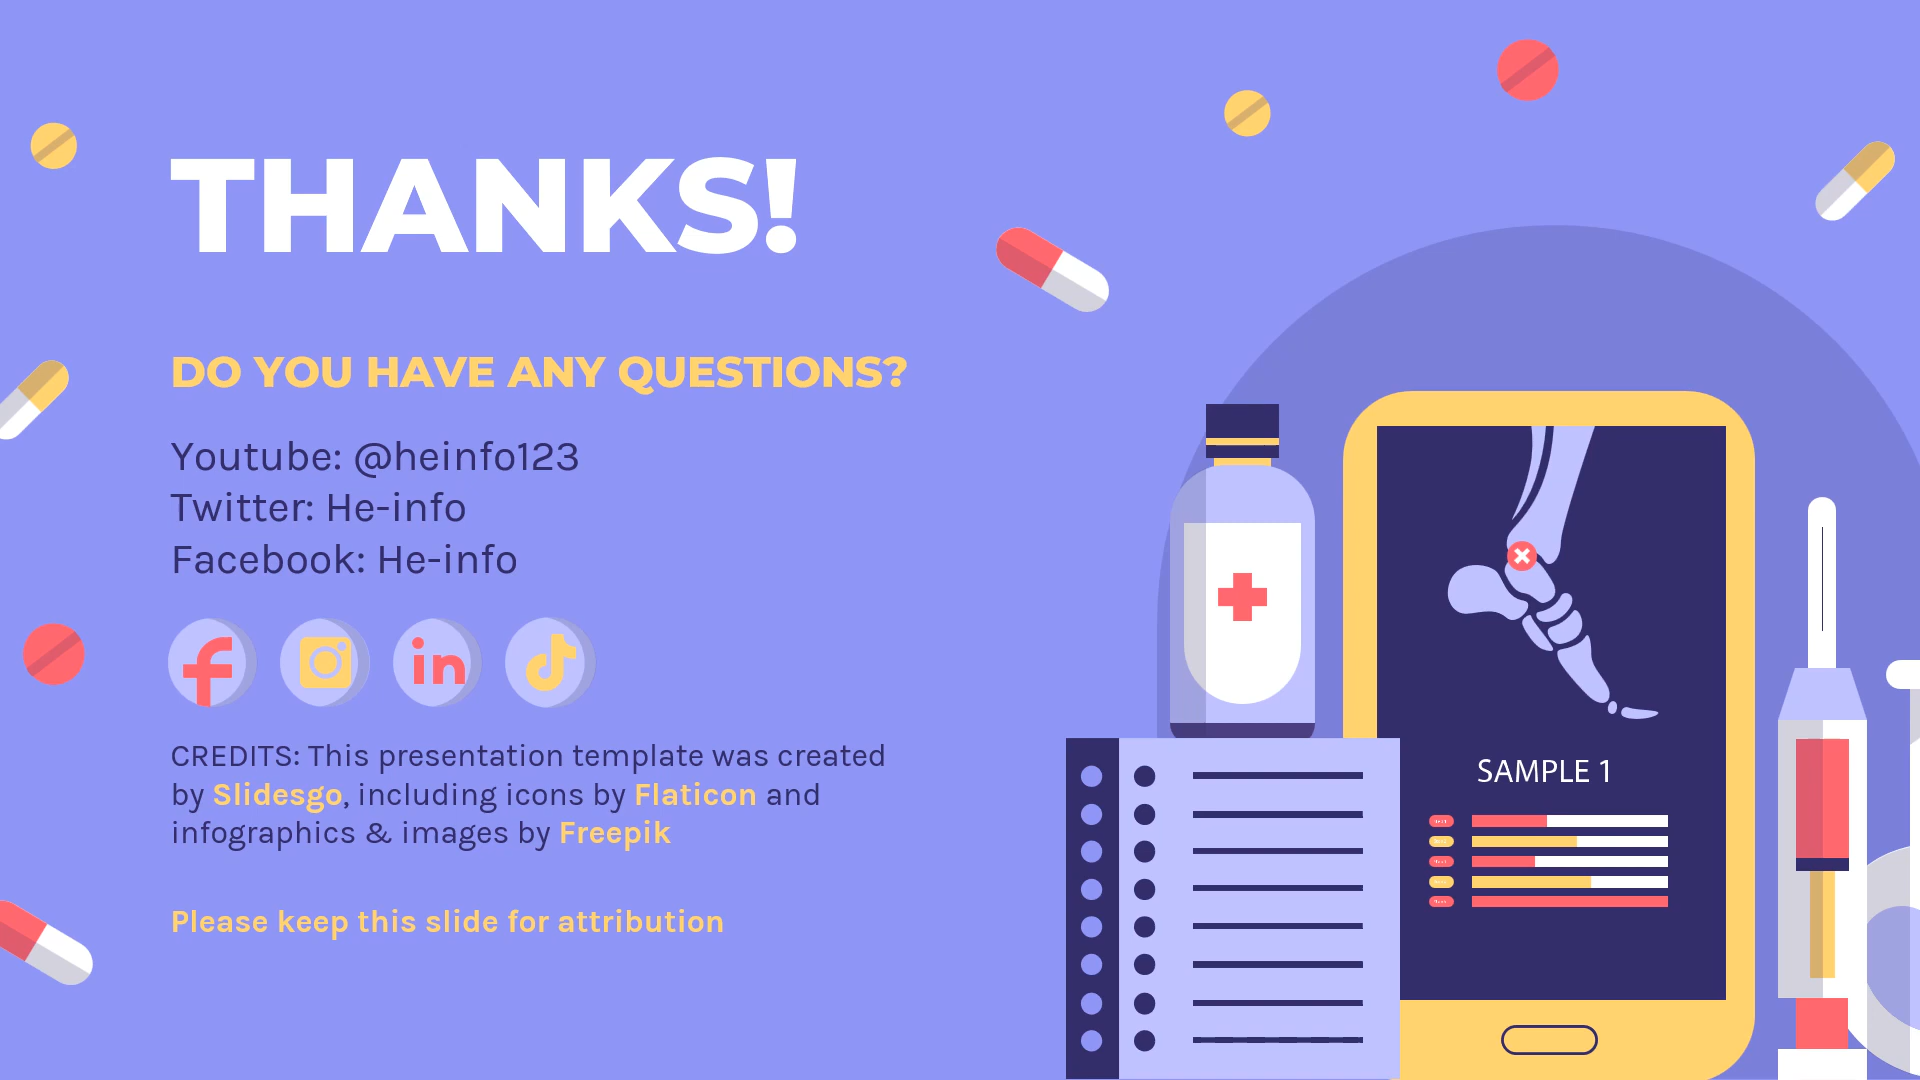 THANKS!
DO YOU HAVE ANY QUESTIONS?
Youtube: @heinfo123
Twitter: He-info
Facebook: He-info
in
CREDITS: This presentation template was created
by Slidesgo, including icons by Flaticon and
infographics & images by Freepik
Please keep this slide for attribution
SAMPLE 1